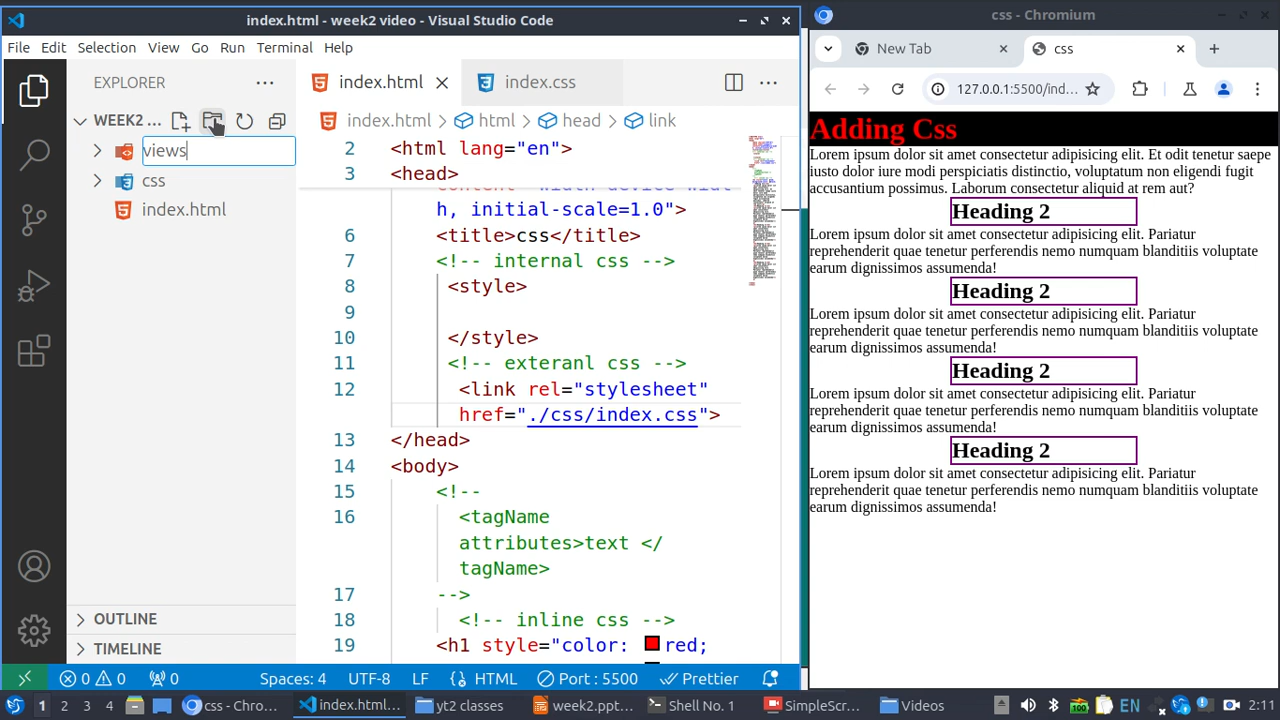 index.html - week2 video - Visual Studio Code
File Edit Selection View Go Run Terminal Help
EXPLORER
WEEK2 ...
views
css
index.html
OUTLINE
TIMELINE
index.html
index.css
index.html > html > head > link
2 <html lang="en">
3 <head>
h, initial-scale=1.0">
6 <title>css</title>
7 <!-- internal css -->
8 <style>
9
10 </style>
11 <!-- exteranl css -->
12 <link rel="stylesheet"
href="./css/index.css">
13 </head>
14 <body>
15 <!--
16 <tagName
attributes>text </
tagName>
17 -->
18 <!-- inline css -->
19 <h1 style="color: red;
0 0 0 Spaces: 4 UTF-8 LF HTML Port : 5500 Prettier
css - Chromium
New Tab
css
127.0.0.1:5500/ind...
Adding Css
Lorem ipsum dolor sit amet consectetur adipisicing elit. Et odit tenetur saepe
iusto dolor iure modi perspiciatis distinctio, voluptatum non eligendi fugit
accusantium possimus. Laborum consectetur aliquid at rem aut?
Heading 2
Lorem ipsum dolor sit amet consectetur adipisicing elit. Pariatur
reprehenderit quae tenetur perferendis nemo numquam blanditiis voluptate
earum dignissimos assumenda!
Heading 2
Lorem ipsum dolor sit amet consectetur adipisicing elit. Pariatur
reprehenderit quae tenetur perferendis nemo numquam blanditiis voluptate
earum dignissimos assumenda!
Heading 2
Lorem ipsum dolor sit amet consectetur adipisicing elit. Pariatur
reprehenderit quae tenetur perferendis nemo numquam blanditiis voluptate
earum dignissimos assumenda!
Heading 2
Lorem ipsum dolor sit amet consectetur adipisicing elit. Pariatur
reprehenderit quae tenetur perferendis nemo numquam blanditiis voluptate
earum dignissimos assumenda!
1 2 3 4 css - Chro... index.html... yt2 classes week2.ppt... Shell No. 1 SimpleScr... Videos 100 EN 2:11